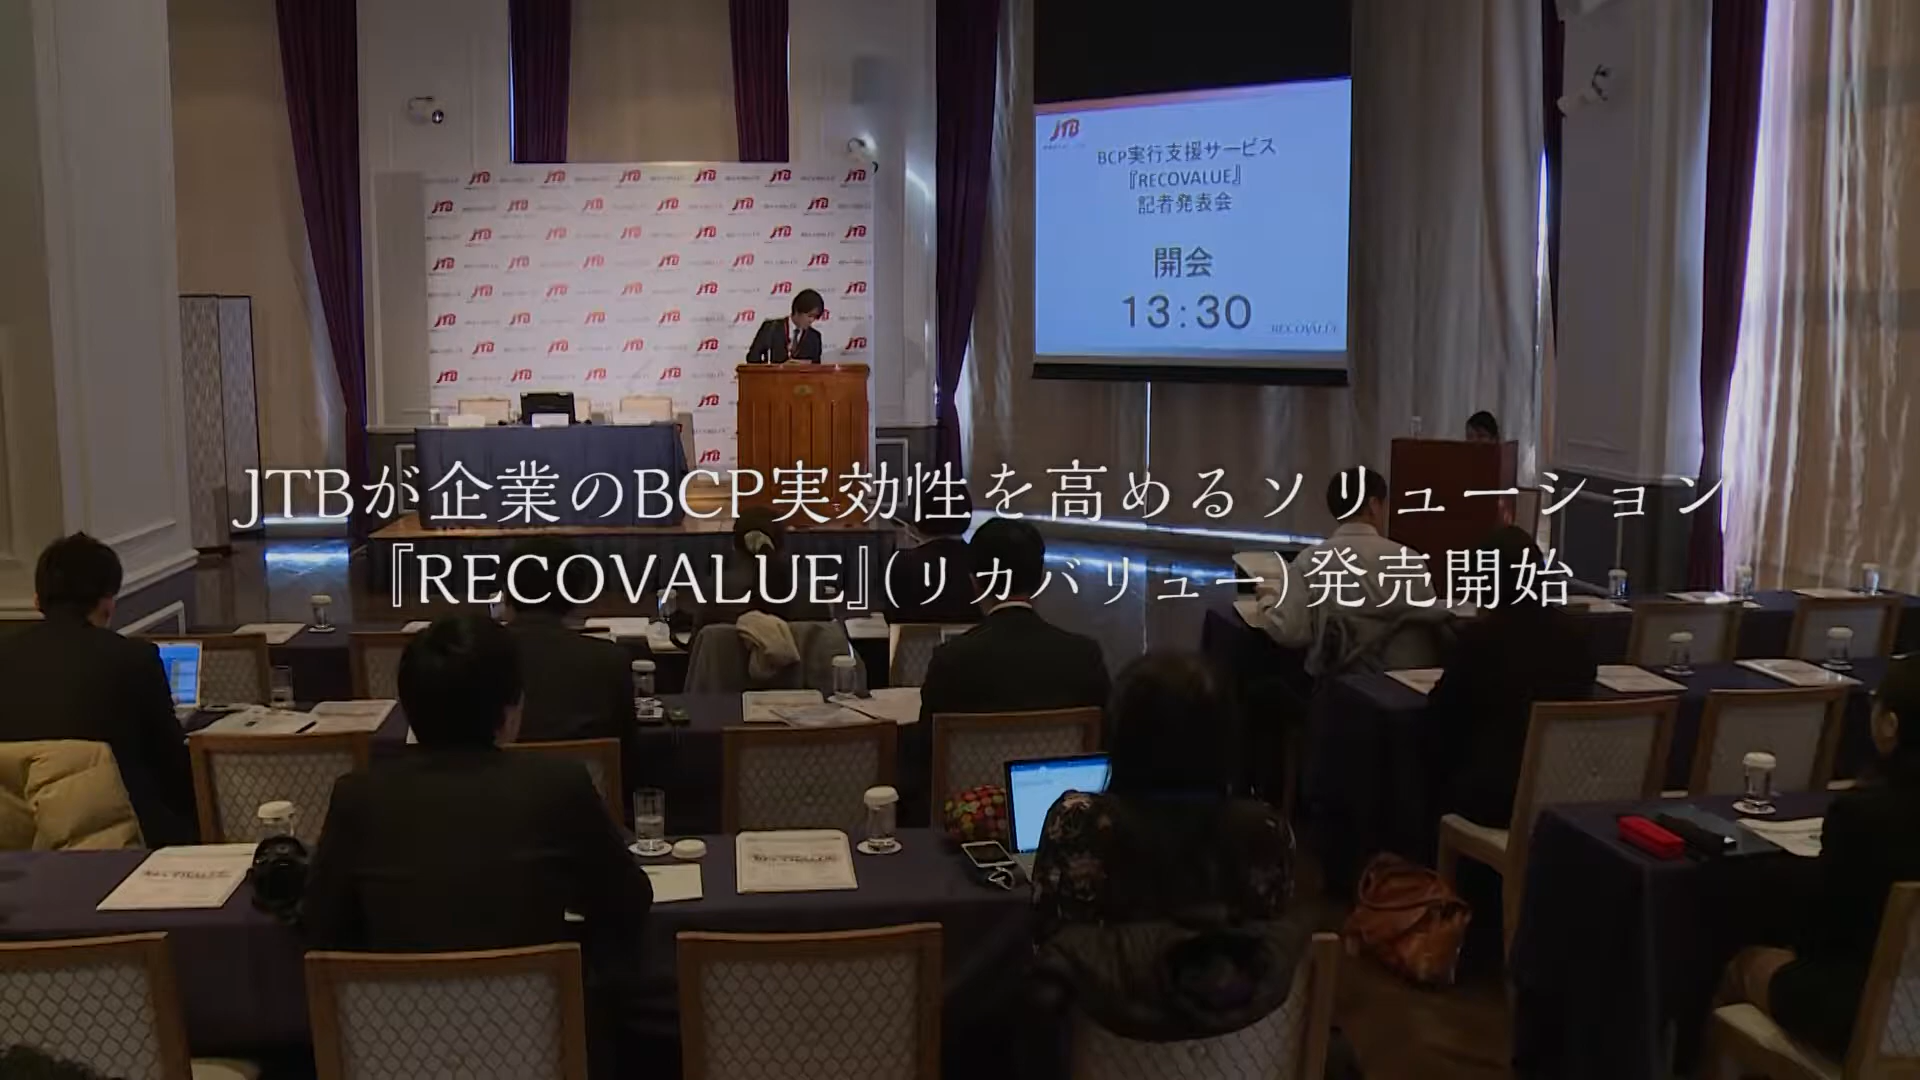 JTB
BCP実行支援サービス
『RECOVALUE』
記者発表会
開会
13:30
RECOVALUE
JTBが企業のBCP実効性を高めるソリューション
『RECOVALUE』(リカバリュー)発売開始